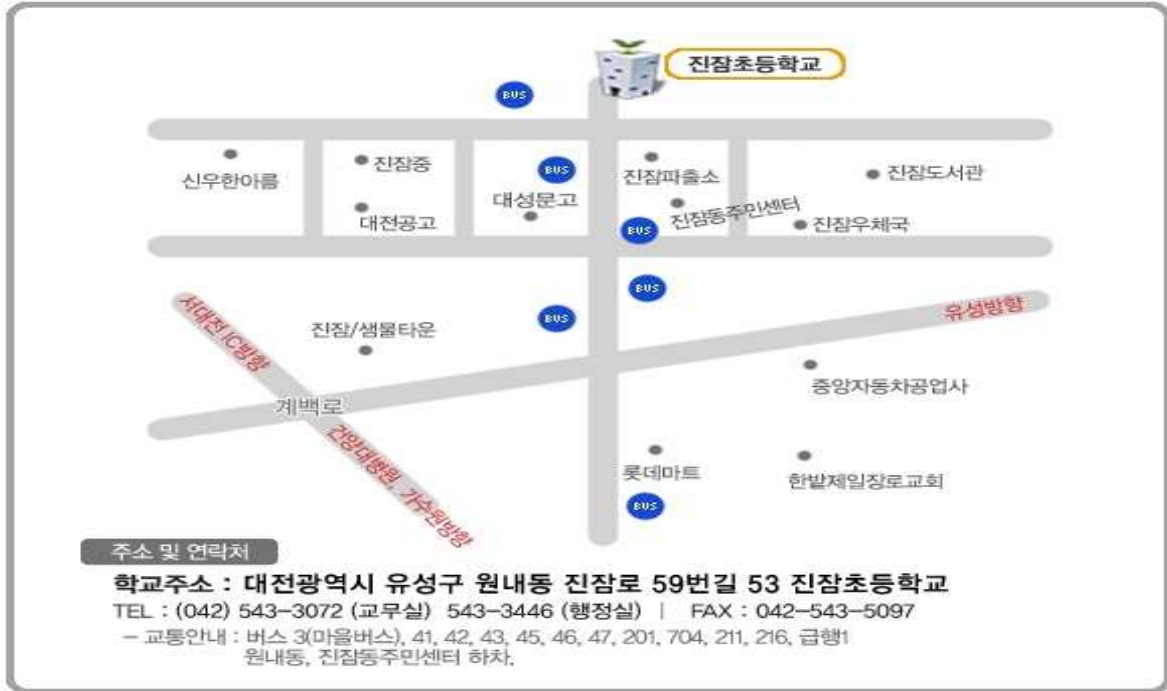 진잠초등학교
BUS
신우한아름
진잠중
BUS
진잠파출소
진잠도서관
대전공고
대성문고
진잠동주민센터
BUS
진잠우체국
BUS
서대전 IC방향
진잠/샘물타운
BUS
유성방향
계백로
중앙자동차공업사
건양대병원, 가수원방향
롯데마트
한밭제일장로교회
BUS
주소 및 연락처
학교주소 : 대전광역시 유성구 원내동 진잠로 59번길 53 진잠초등학교
TEL : (042) 543-3072 (교무실) 543-3446 (행정실) | FAX : 042-543-5097
- 교통안내 : 버스 3(마을버스), 41, 42, 43, 45, 46, 47, 201, 704, 211, 216, 급행1
원내동, 진잠동주민센터 하차.